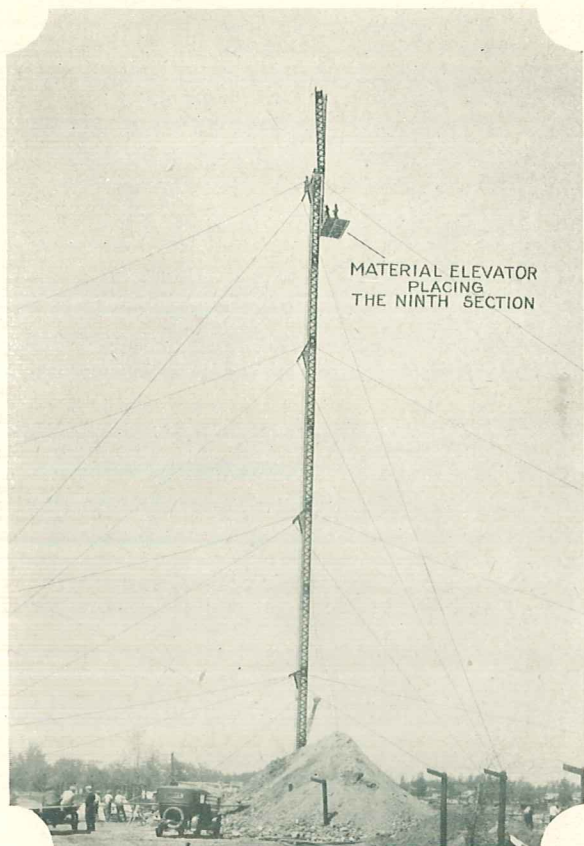 MATERIAL ELEVATOR
PLACING
THE NINTH SECTION